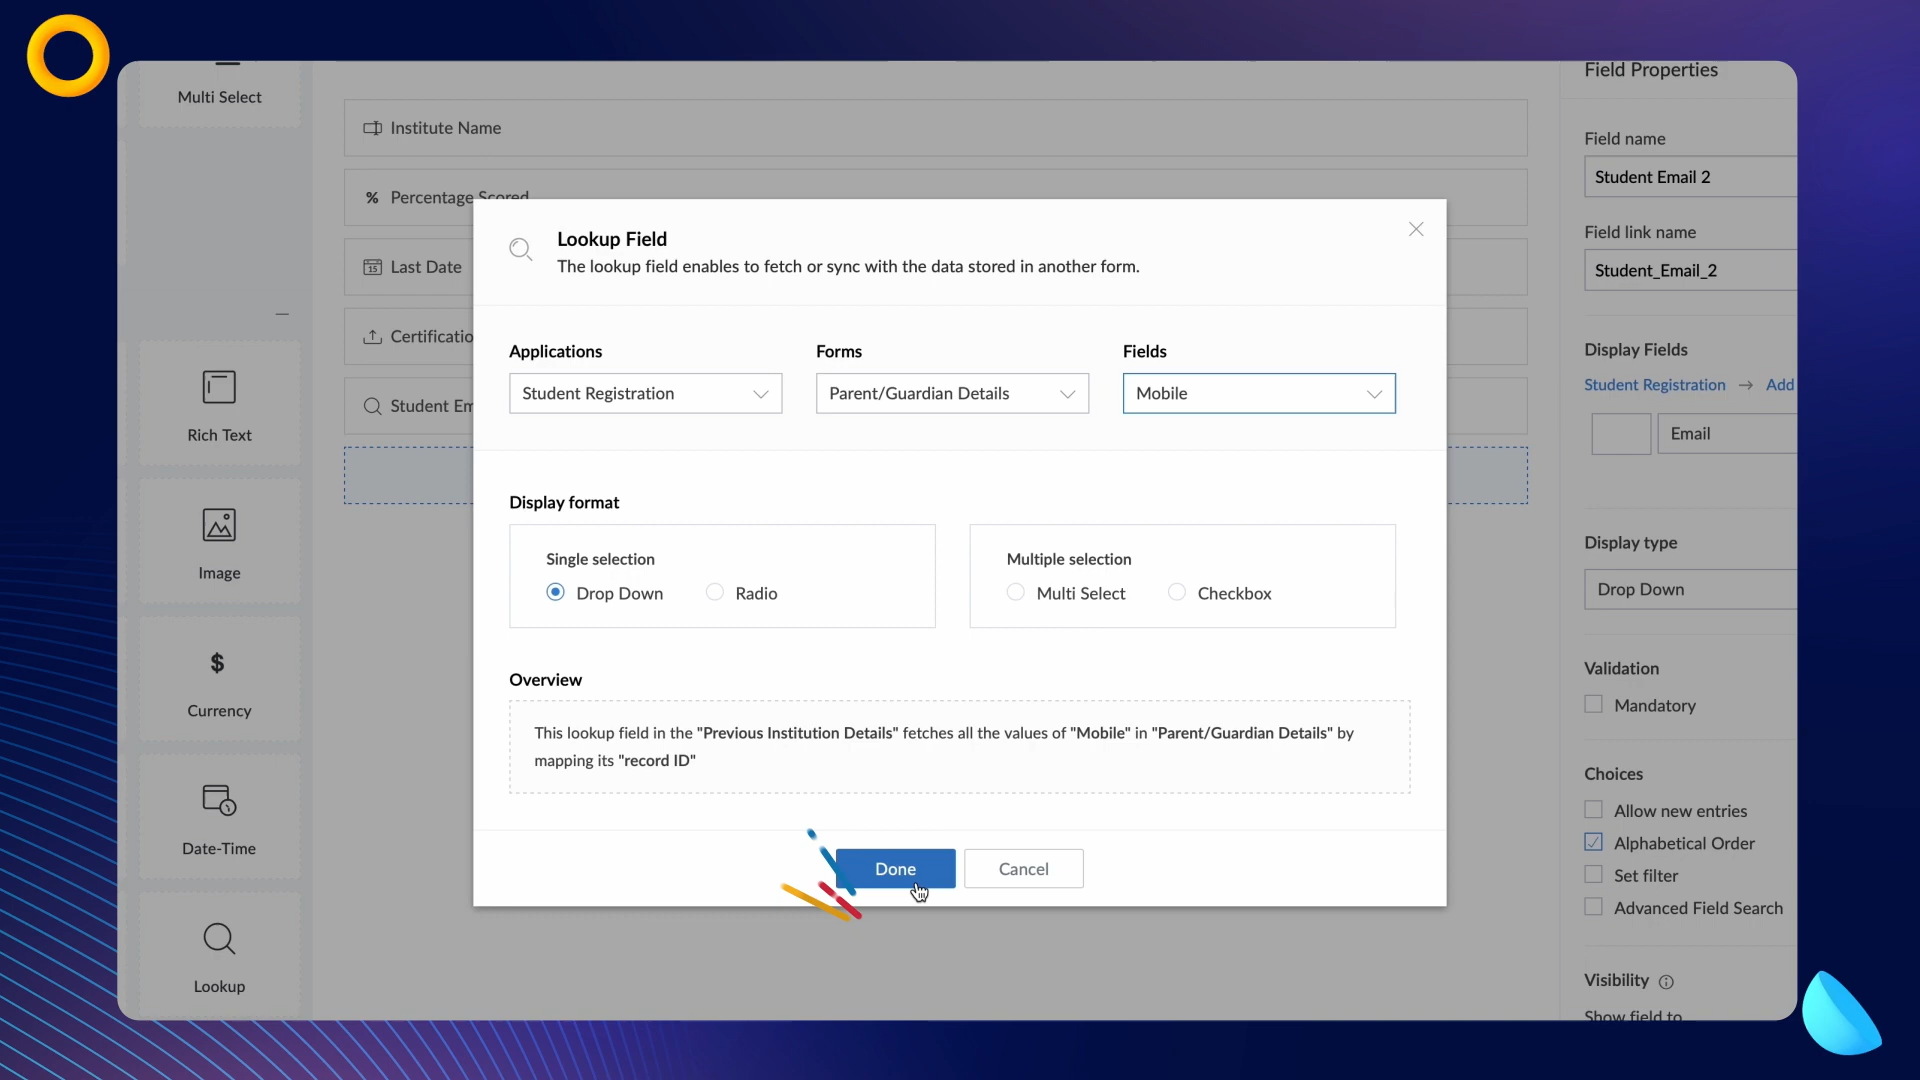 Multi Select
Rich Text
Image
$
Currency
Date-Time
Lookup
Institute Name
% Percentage Scored
15 Last Date
Certificatio
Student Em
Lookup Field
The lookup field enables to fetch or sync with the data stored in another form.
Applications
Forms
Fields
Student Registration
Parent/Guardian Details
Mobile
Display format
Single selection
Drop Down
Radio
Multiple selection
Multi Select
Checkbox
Overview
This lookup field in the "Previous Institution Details" fetches all the values of "Mobile" in "Parent/Guardian Details" by
mapping its "record ID"
Done
Cancel
Field Properties
Field name
Student Email 2
Field link name
Student_Email_2
Display Fields
Student Registration → Add
Email
Display type
Drop Down
Validation
Mandatory
Choices
Allow new entries
Alphabetical Order
Set filter
Advanced Field Search
Visibility
Show field to